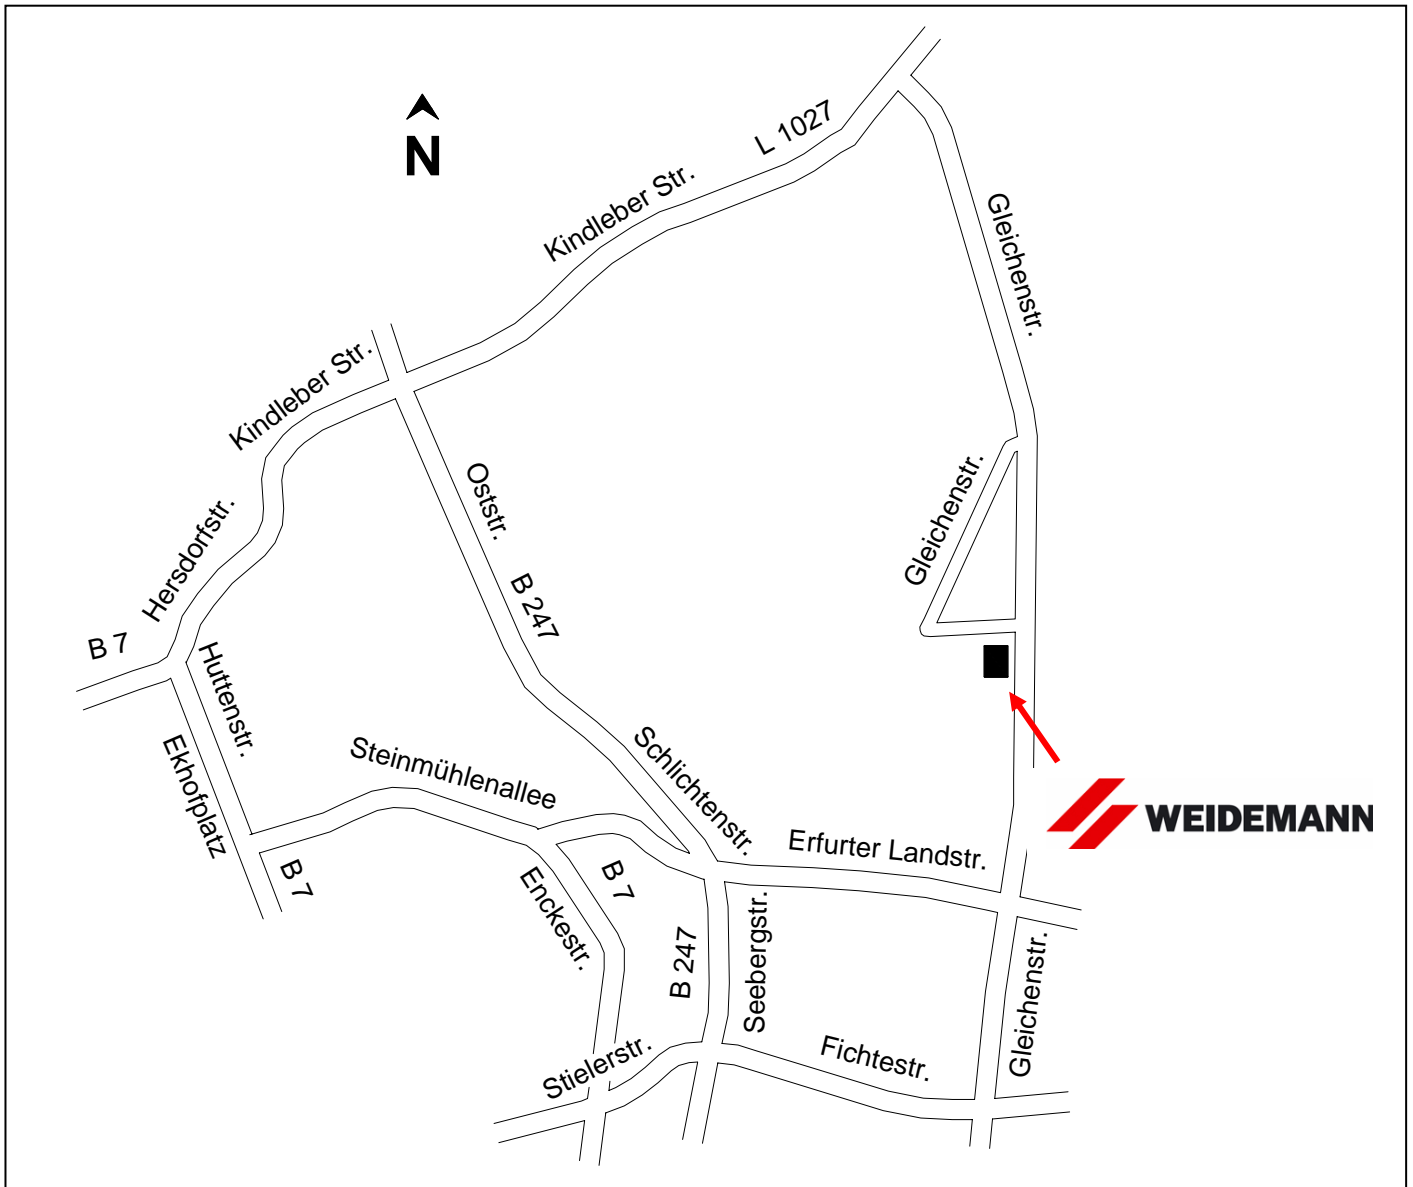 L 1027
N
Kindleber Str.
Gleichenstr.
Kindleber Str.
Gleichenstr.
Oststr.
Hersdorfstr.
B 247
B 7
Huttenstr.
Ekhofplatz
Steinmühlenallee
Schlichtenstr.
WEIDEMANN
Erfurter Landstr.
B 7
B 7
Enckestr.
B 247
Seebergstr.
Gleichenstr.
Stielerstr.
Fichtestr.